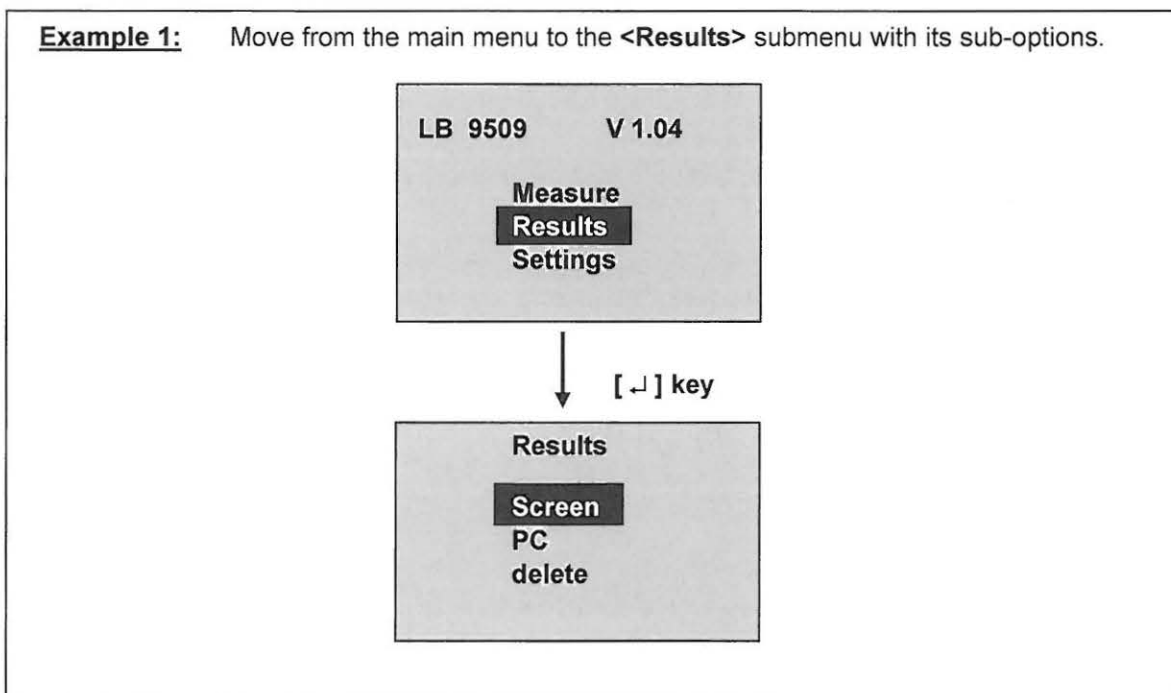 Example 1: Move from the main menu to the <Results> submenu with its sub-options.
LB 9509 V 1.04
Measure
Results
Settings
[ ↵ ] key
Results
Screen
PC
delete